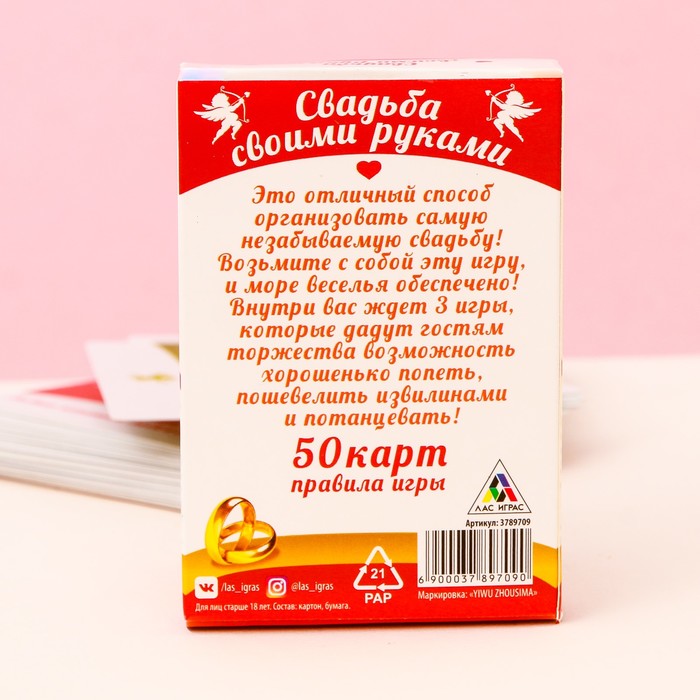 Свадьба
своими руками
Это отличный способ
организовать самую
незабываемую свадьбу!
Возьмите с собой эту игру,
и море веселья обеспечено!
Внутри вас ждет 3 игры,
которые дадут гостям
торжества возможность
хорошенько попеть,
пошевелить извилинами
и потанцевать!
50 карт
правила игры
ЛАС ИГРАС
Артикул: 3789709
6 900037 897090
Маркировка: «YIWU ZHOUSIMA»
21
PAP
/las_igras @las_igras
Для лиц старше 18 лет. Состав: картон, бумага.